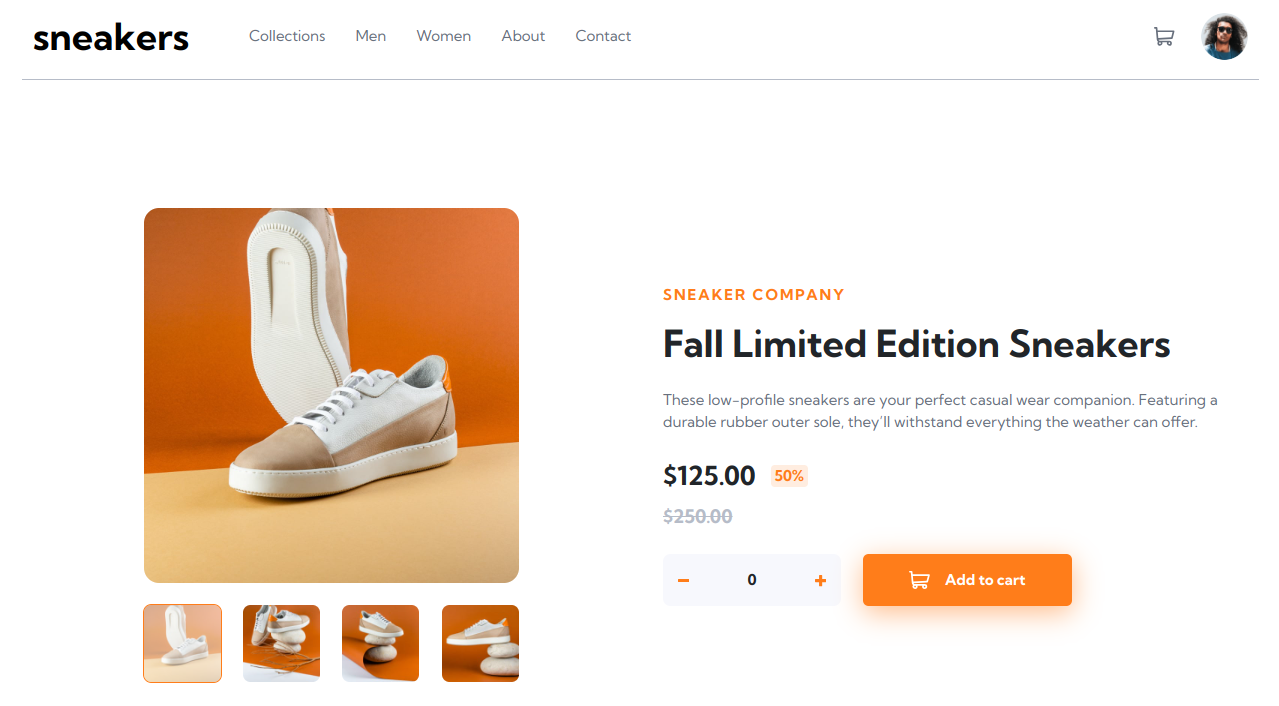 sneakers
Collections Men Women About Contact
SNEAKER COMPANY
Fall Limited Edition Sneakers
These low-profile sneakers are your perfect casual wear companion. Featuring a
durable rubber outer sole, they’ll withstand everything the weather can offer.
$125.00 50%
$250.00
0
Add to cart